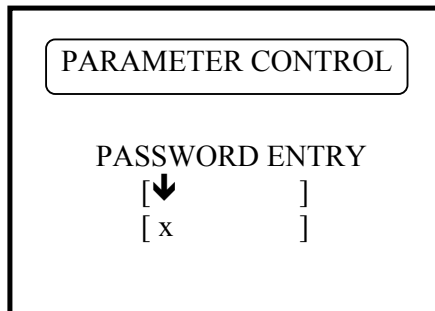 PARAMETER CONTROL
PASSWORD ENTRY
[🡻 ]
[ x ]